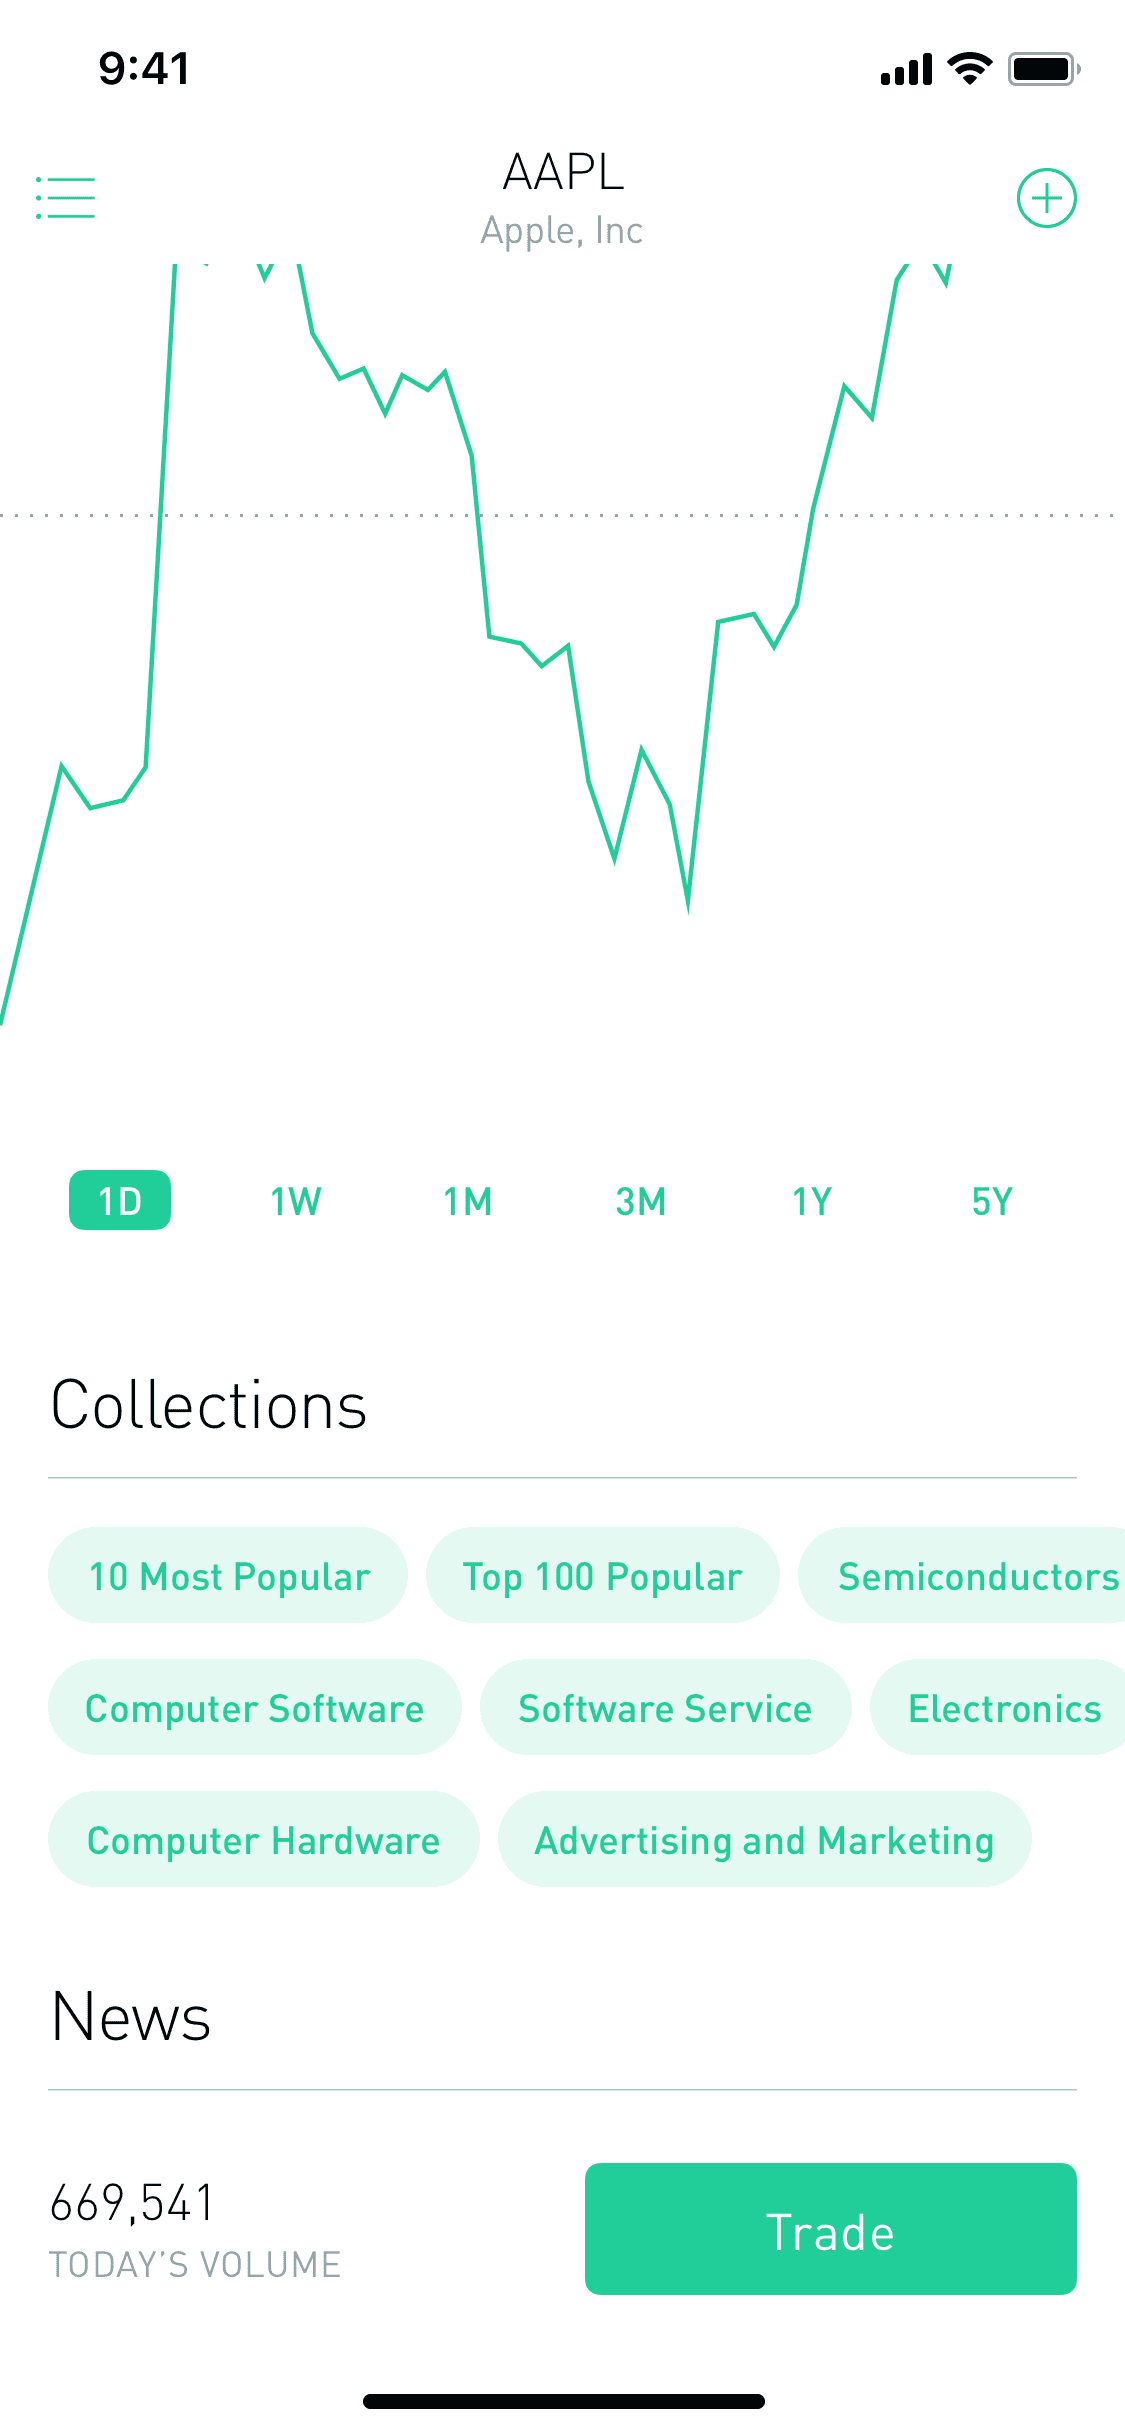 9:41
AAPL
Apple, Inc
1D 1W 1M 3M 1Y 5Y
Collections
10 Most Popular Top 100 Popular Semiconductors
Computer Software Software Service Electronics
Computer Hardware Advertising and Marketing
News
669,541
TODAY’S VOLUME
Trade